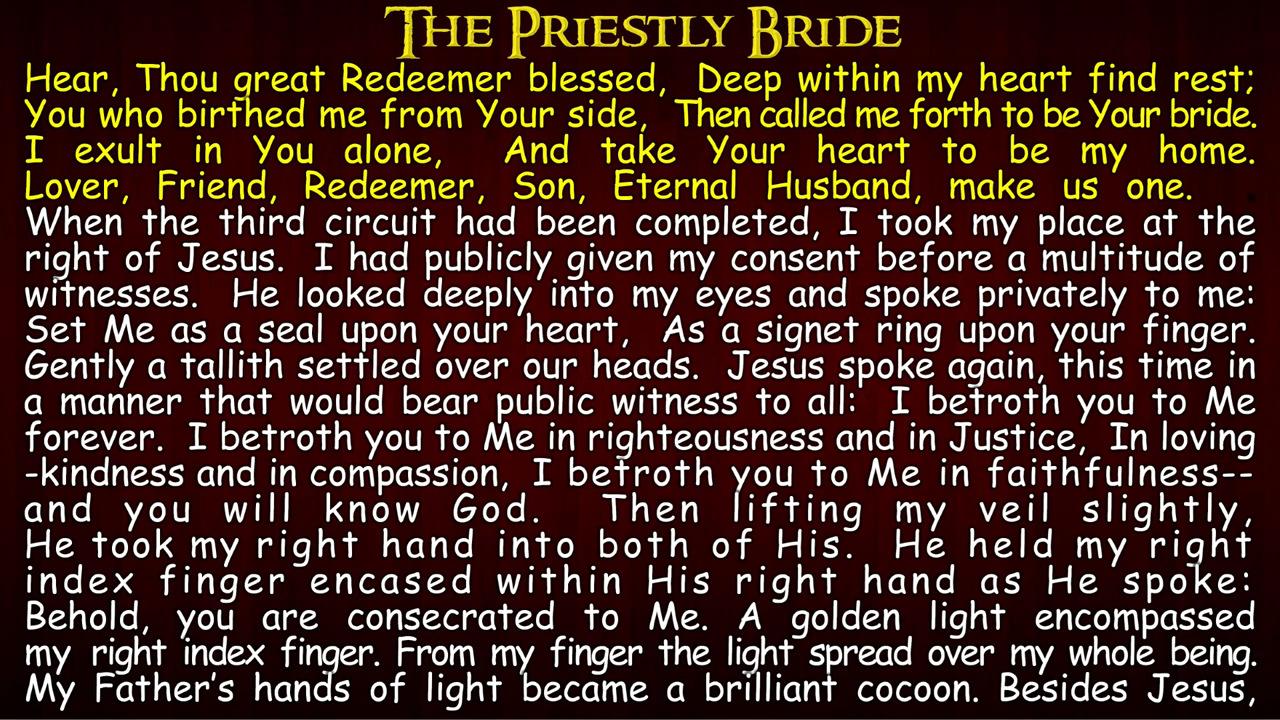 The Priestly Bride
Hear, Thou great Redeemer blessed, Deep within my heart find rest;
You who birthed me from Your side, Then called me forth to be Your bride.
I exult in You alone, And take Your heart to be my home.
Lover, Friend, Redeemer, Son, Eternal Husband, make us one.
When the third circuit had been completed, I took my place at the
right of Jesus. I had publicly given my consent before a multitude of
witnesses. He looked deeply into my eyes and spoke privately to me:
Set Me as a seal upon your heart, As a signet ring upon your finger.
Gently a tallith settled over our heads. Jesus spoke again, this time in
a manner that would bear public witness to all: I betroth you to Me
forever. I betroth you to Me in righteousness and in Justice, In loving
-kindness and in compassion, I betroth you to Me in faithfulness--
and you will know God. Then lifting my veil slightly,
He took my right hand into both of His. He held my right
index finger encased within His right hand as He spoke:
Behold, you are consecrated to Me. A golden light encompassed
my right index finger. From my finger the light spread over my whole being.
My Father's hands of light became a brilliant cocoon. Besides Jesus,